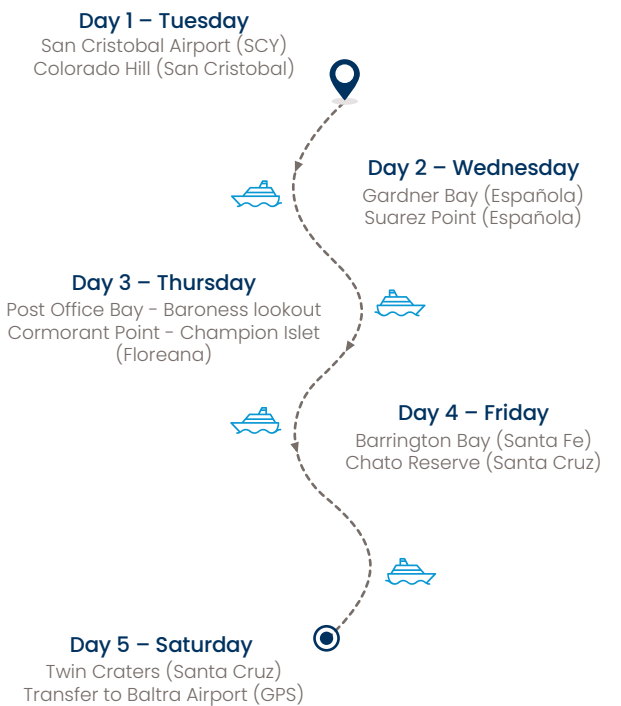 Day 1 – Tuesday
San Cristobal Airport (SCY)
Colorado Hill (San Cristobal)
Day 2 – Wednesday
Gardner Bay (Española)
Suarez Point (Española)
Day 3 – Thursday
Post Office Bay - Baroness lookout
Cormorant Point - Champion Islet
(Floreana)
Day 4 – Friday
Barrington Bay (Santa Fe)
Chato Reserve (Santa Cruz)
Day 5 – Saturday
Twin Craters (Santa Cruz)
Transfer to Baltra Airport (GPS)